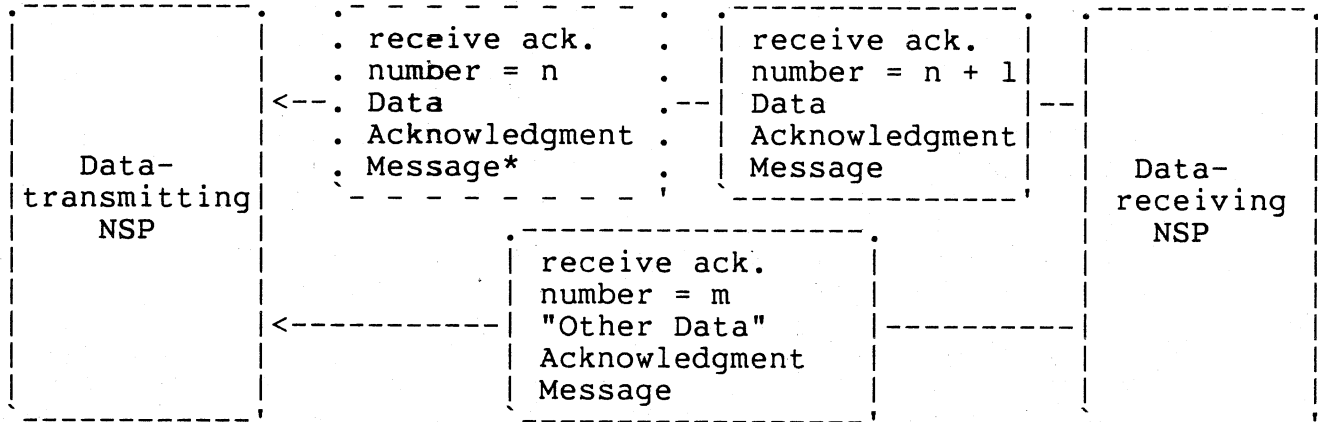 receive ack.
number = n
Data
Acknowledgment
Message*
receive ack.
number = n + 1
Data
Acknowledgment
Message
Data-
transmitting
NSP
Data-
receiving
NSP
receive ack.
number = m
"Other Data"
Acknowledgment
Message